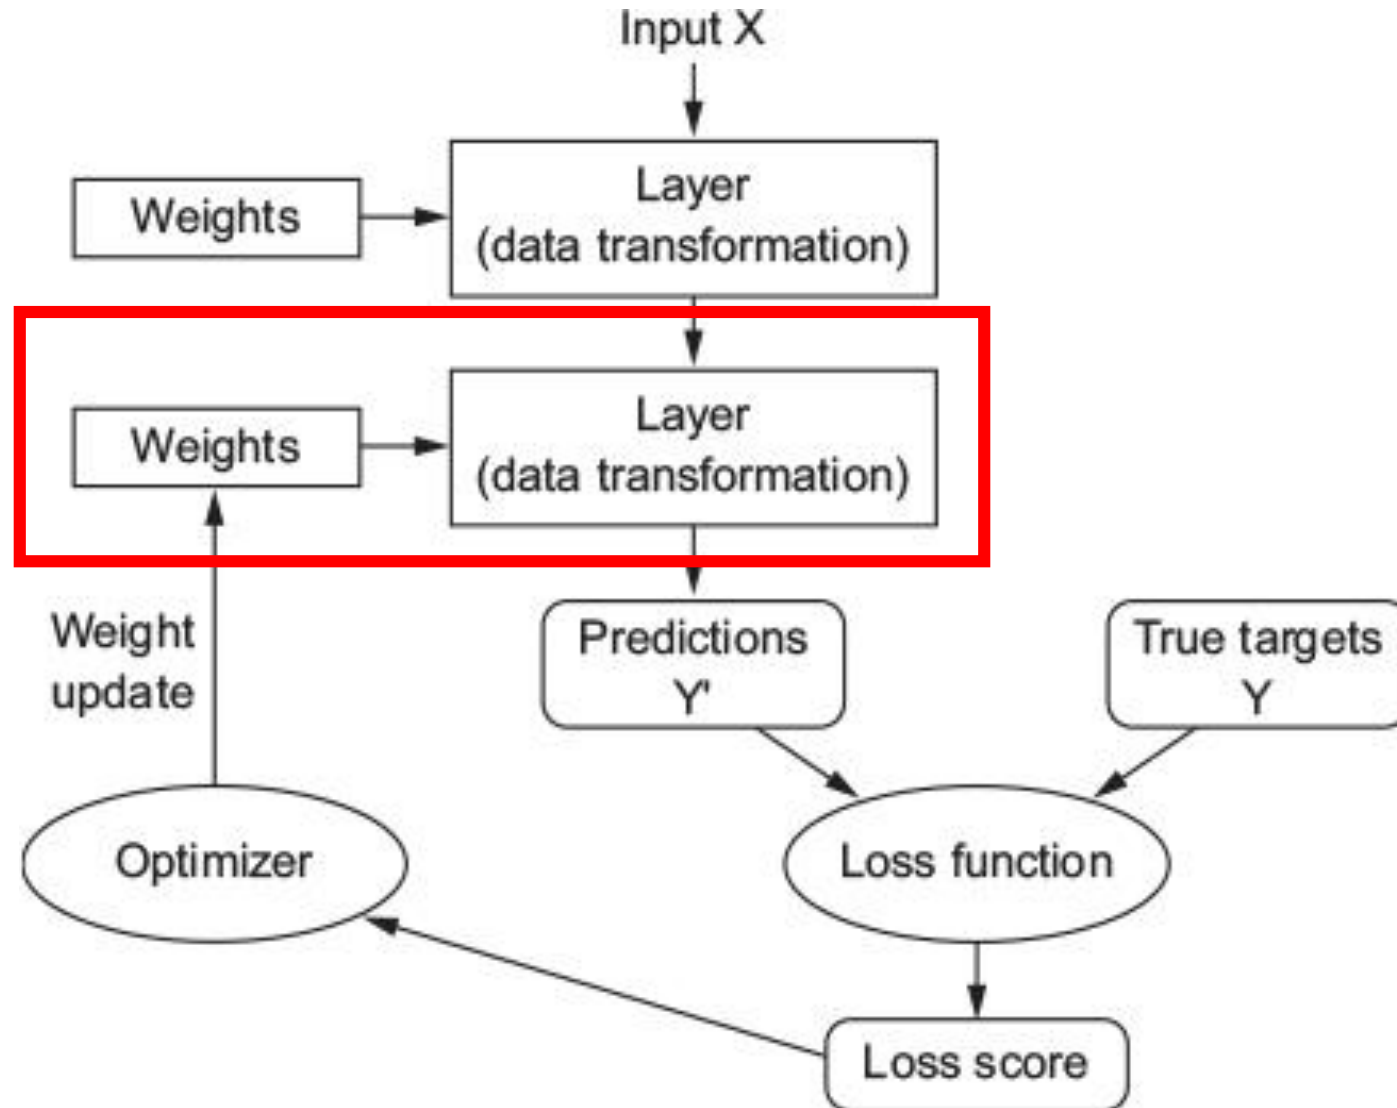 Input X
Layer
(data transformation)
Weights
Layer
(data transformation)
Weights
Weight
update
Predictions
Y'
True targets
Y
Optimizer
Loss function
Loss score